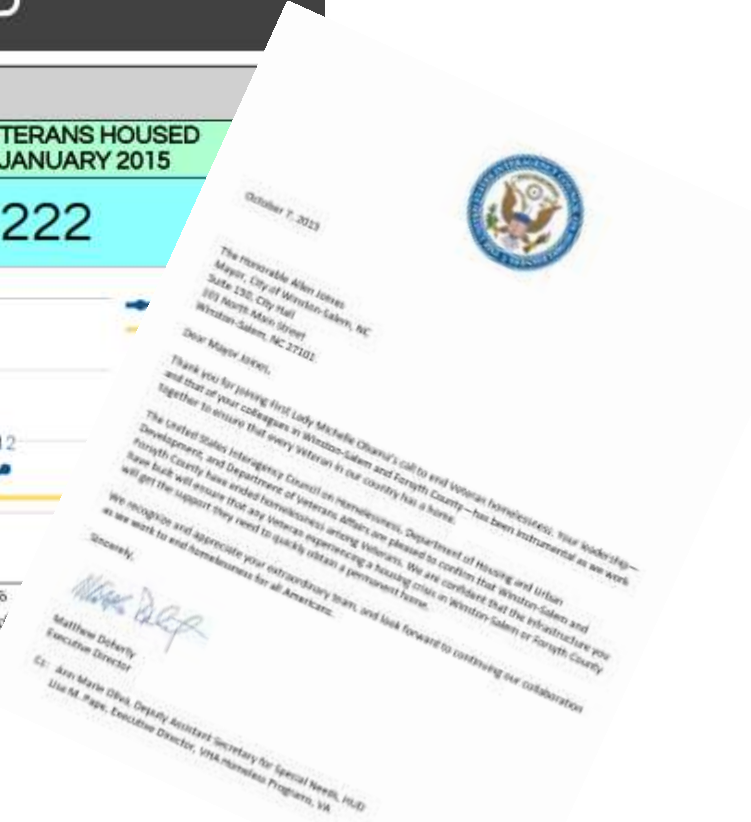 TERANS HOUSED
JANUARY 2015
222
12
October 7, 2015
The Honorable Allen Joines
Mayor, City of Winston-Salem, NC
Suite 150, City Hall
101 North Main Street
Winston-Salem, NC 27101
Dear Mayor Joines,
Thank you for joining First Lady Michelle Obama's call to end Veteran homelessness. Your leadership—
and that of your colleagues in Winston-Salem and Forsyth County—has been instrumental as we work
together to ensure that every Veteran in our country has a home.
The United States Interagency Council on Homelessness, Department of Housing and Urban
Development, and Department of Veterans Affairs are pleased to confirm that Winston-Salem and
Forsyth County have ended homelessness among Veterans. We are confident that the infrastructure you
have built will ensure that any Veteran experiencing a housing crisis in Winston-Salem or Forsyth County
will get the support they need to quickly obtain a permanent home.
We recognize and appreciate your extraordinary team, and look forward to continuing our collaboration
as we work to end homelessness for all Americans.
Sincerely,
Matthew Doherty
Executive Director
Cc: Ann Marie Oliva, Deputy Assistant Secretary for Special Needs, HUD
Lisa M. Pape, Executive Director, VHA Homeless Programs, VA